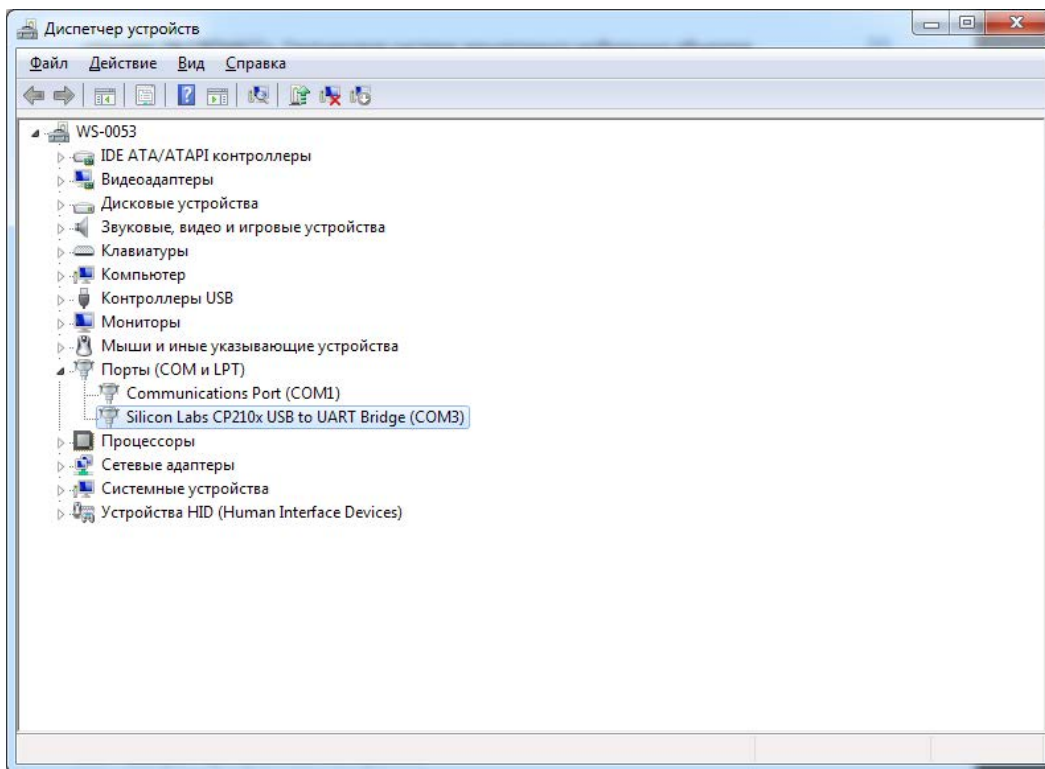 Диспетчер устройств
Файл Действие Вид Справка
WS-0053
IDE ATA/ATAPI контроллеры
Видеоадаптеры
Дисковые устройства
Звуковые, видео и игровые устройства
Клавиатуры
Компьютер
Контроллеры USB
Мониторы
Мыши и иные указывающие устройства
Порты (COM и LPT)
Communications Port (COM1)
Silicon Labs CP210x USB to UART Bridge (COM3)
Процессоры
Сетевые адаптеры
Системные устройства
Устройства HID (Human Interface Devices)